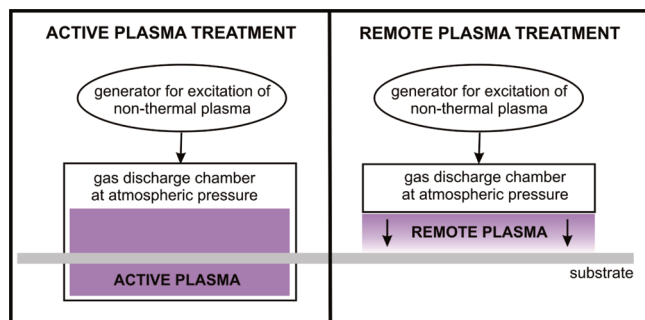 ACTIVE PLASMA TREATMENT
generator for excitation of
non-thermal plasma
gas discharge chamber
at atmospheric pressure
ACTIVE PLASMA
REMOTE PLASMA TREATMENT
generator for excitation of
non-thermal plasma
gas discharge chamber
at atmospheric pressure
REMOTE PLASMA
substrate